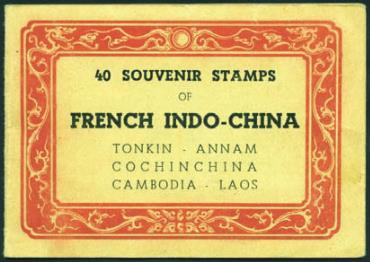 40 SOUVENIR STAMPS
OF
FRENCH INDO-CHINA
TONKIN - ANNAM
COCHINCHINA
CAMBODIA - LAOS